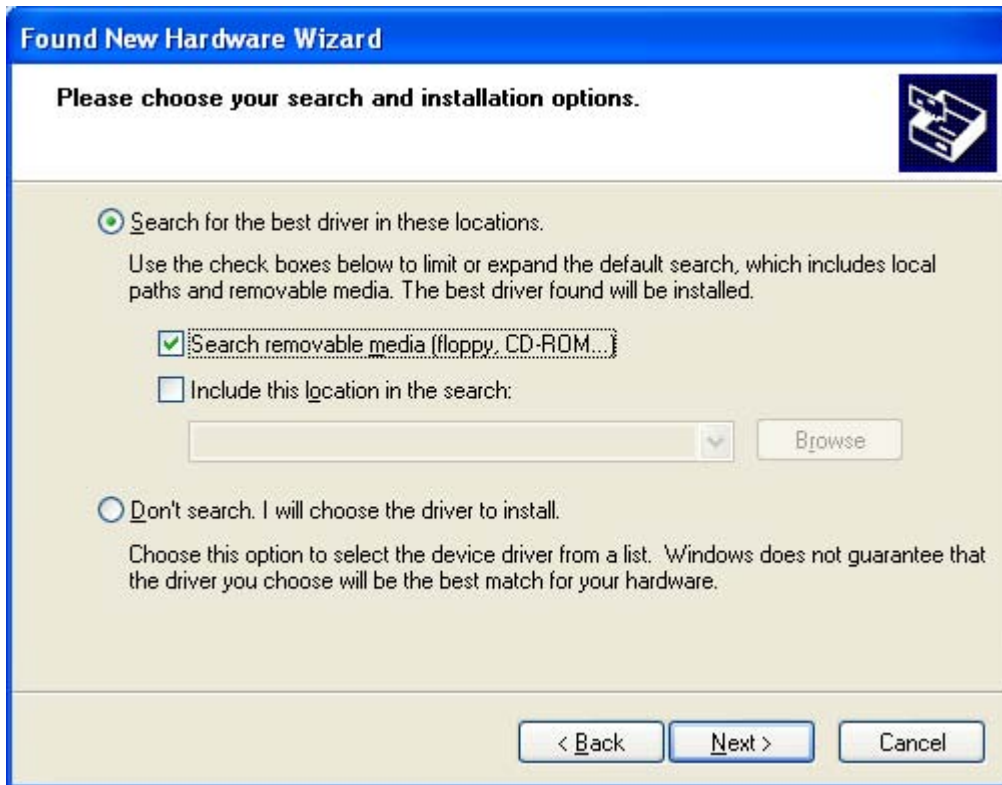 Found New Hardware Wizard
Please choose your search and installation options.
Search for the best driver in these locations.
Use the check boxes below to limit or expand the default search, which includes local
paths and removable media. The best driver found will be installed.
Search removable media (floppy, CD-ROM...)
Include this location in the search:
Browse
Don't search. I will choose the driver to install.
Choose this option to select the device driver from a list. Windows does not guarantee that
the driver you choose will be the best match for your hardware.
< Back Next > Cancel